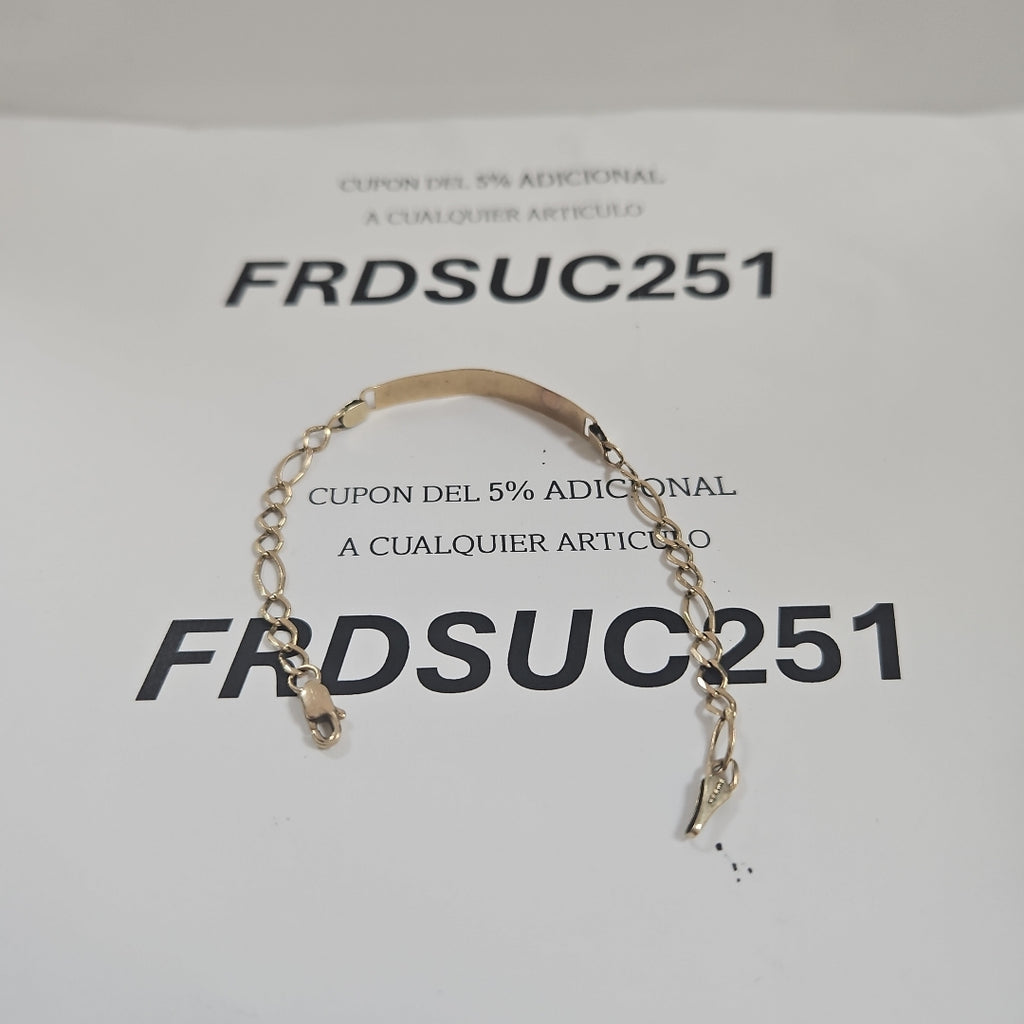 CUPON DEL 5% ADICIONAL
A CUALQUIER ARTICULO
FRDSUC251
CUPON DEL 5% ADICIONAL
A CUALQUIER ARTICULO
FRDSUC251